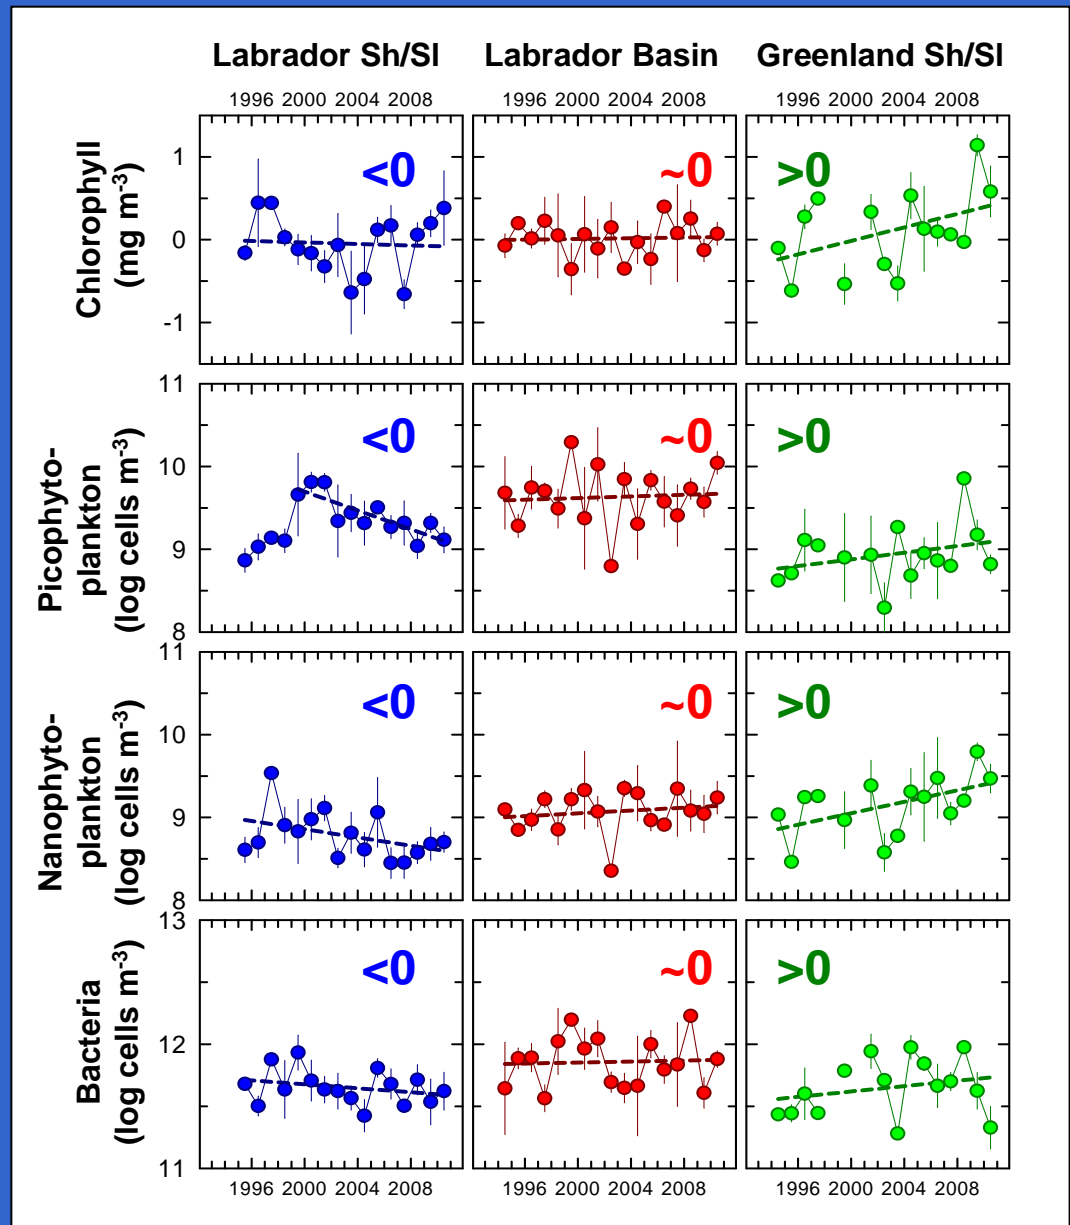 Labrador Sh/Sl Labrador Basin Greenland Sh/Sl
1996 2000 2004 2008 1996 2000 2004 2008 1996 2000 2004 2008
Chlorophyll
(mg m-3)
1
0
-1
<0 ~0 >0
Picophyto-
plankton
(log cells m-3)
11
10
9
8
<0 ~0 >0
Nanophyto-
plankton
(log cells m-3)
11
10
9
8
<0 ~0 >0
Bacteria
(log cells m-3)
13
12
11
<0 ~0 >0
1996 2000 2004 2008 1996 2000 2004 2008 1996 2000 2004 2008